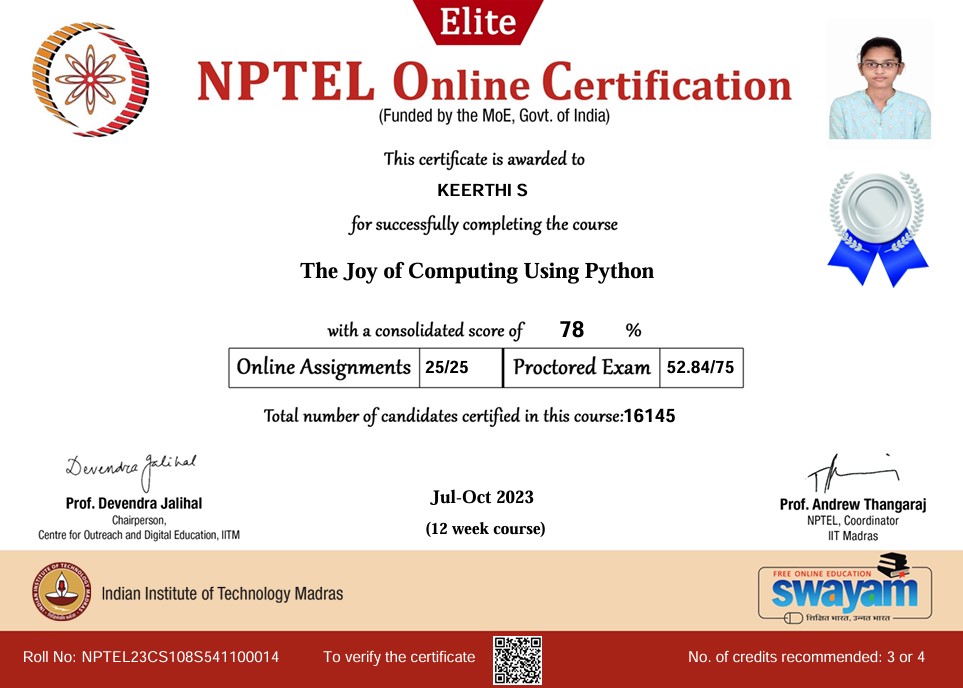 Elite
NPTEL Online Certification
(Funded by the MoE, Govt. of India)
This certificate is awarded to
KEERTHI S
for successfully completing the course
The Joy of Computing Using Python
with a consolidated score of 78 %
Online Assignments 25/25 Proctored Exam 52.84/75
Total number of candidates certified in this course:16145
Devendra Jalihal
Prof. Devendra Jalihal
Chairperson,
Centre for Outreach and Digital Education, IITM
Jul-Oct 2023
(12 week course)
Prof. Andrew Thangaraj
NPTEL, Coordinator
IIT Madras
INDIAN INSTITUTE OF TECHNOLOGY MADRAS
Indian Institute of Technology Madras
FREE ONLINE EDUCATION
swayam
शिक्षित भारत, उन्नत भारत
Roll No: NPTEL23CS108S541100014
To verify the certificate
No. of credits recommended: 3 or 4